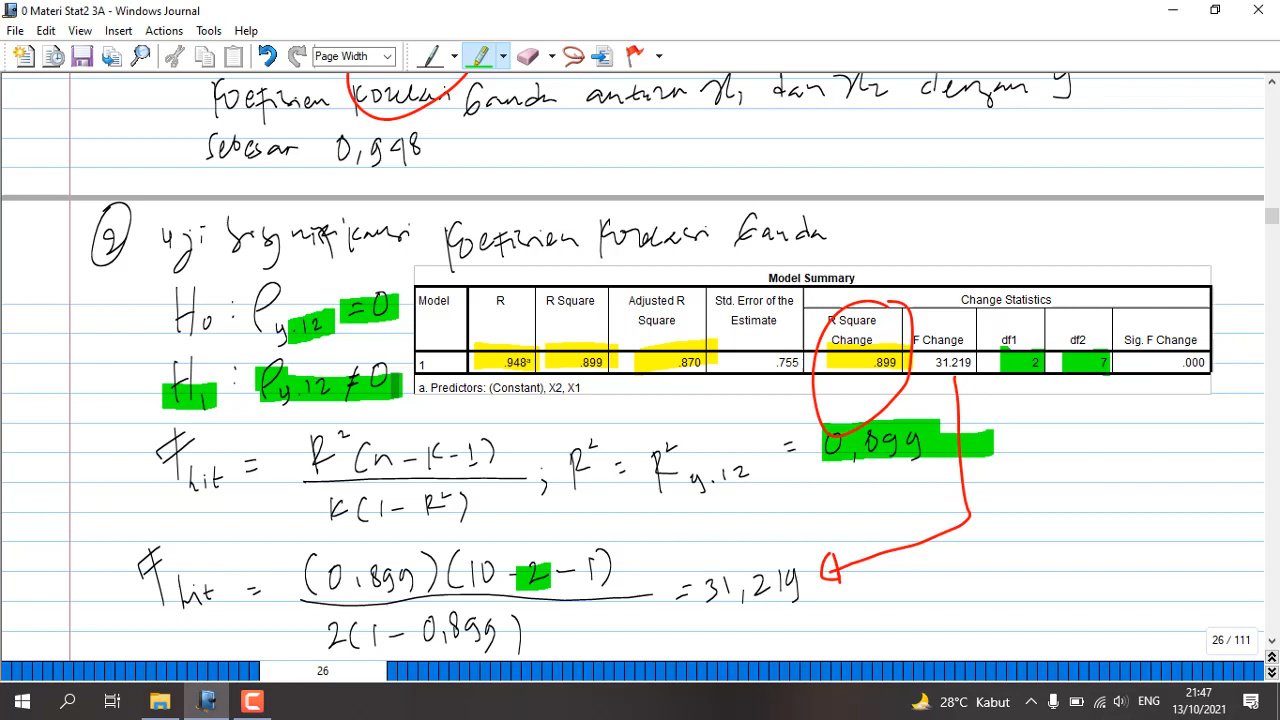 0 Materi Stat2 3A - Windows Journal
File Edit View Insert Actions Tools Help
Page Width
Koefisien Korelasi Ganda antara X1 dan X2 dengan y
Sebesar 0,948
② Uji Signifikansi Koefisien Korelasi Ganda
H0 : ρy.12 = 0
H1 : ρy.12 ≠ 0
Model Summary
Model R R Square Adjusted R Square Std. Error of the Estimate Change Statistics
R Square Change F Change df1 df2 Sig. F Change
1 .948a .899 .870 .755 .899 31.219 2 7 .000
a. Predictors: (Constant), X2, X1
Fhit = R² (n - K - 1) / K (1 - R²) ; R² = R²y.12 = 0,899
Fhit = (0,899)(10 - 2 - 1) / 2(1 - 0,899) = 31,219
26 / 111
26
28°C Kabut
ENG
21:47
13/10/2021